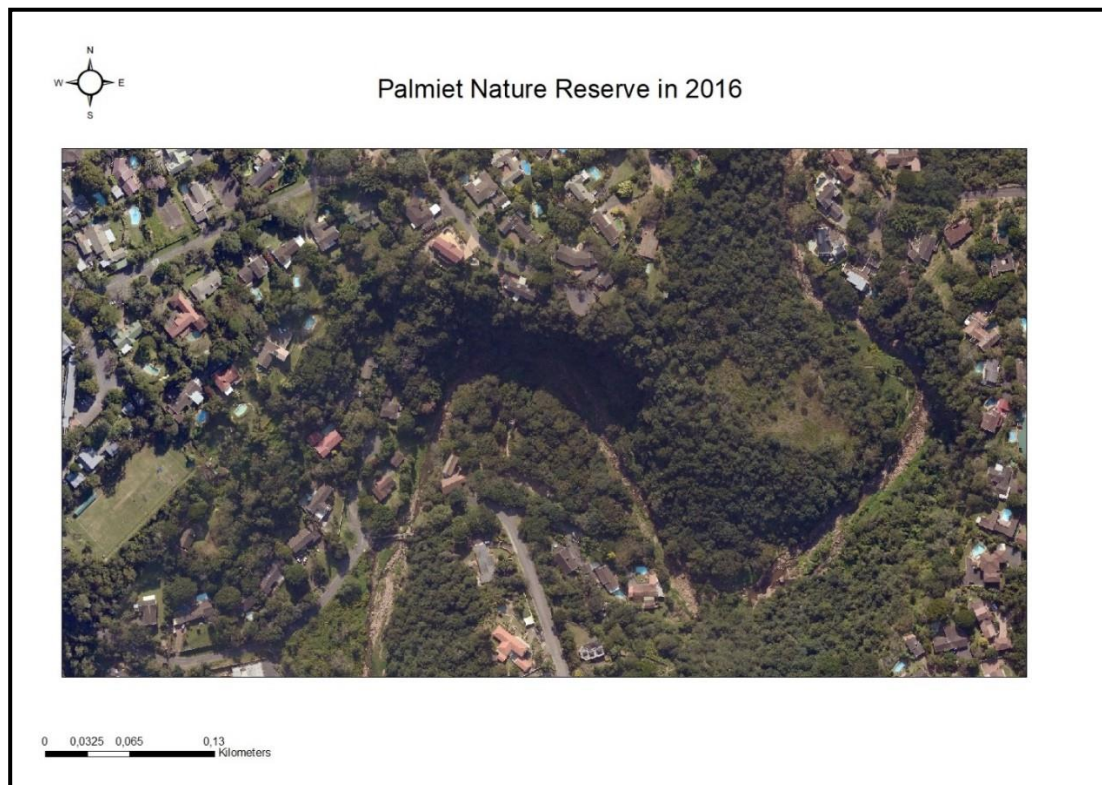 N
W E
S
Palmiet Nature Reserve in 2016
0 0,0325 0,065 0,13
Kilometers